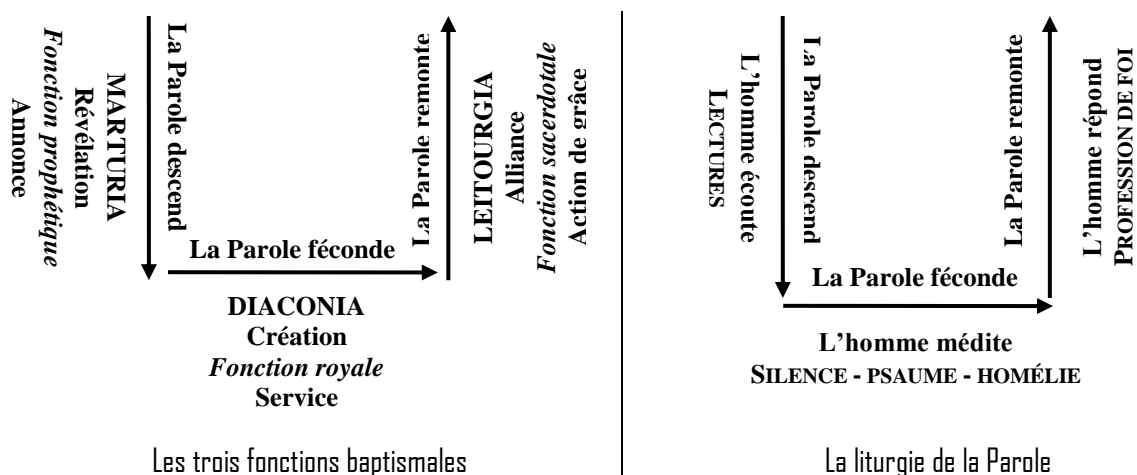 La Parole descend
MARTURIA
Révélation
Fonction prophétique
Annonce
La Parole féconde
DIACONIA
Création
Fonction royale
Service
La Parole remonte
LEITOURGIA
Alliance
Fonction sacerdotale
Action de grâce
Les trois fonctions baptismales
La Parole descend
L'homme écoute
LECTURES
La Parole féconde
L'homme médite
SILENCE - PSAUME - HOMÉLIE
La Parole remonte
L'homme répond
PROFESSION DE FOI
La liturgie de la Parole